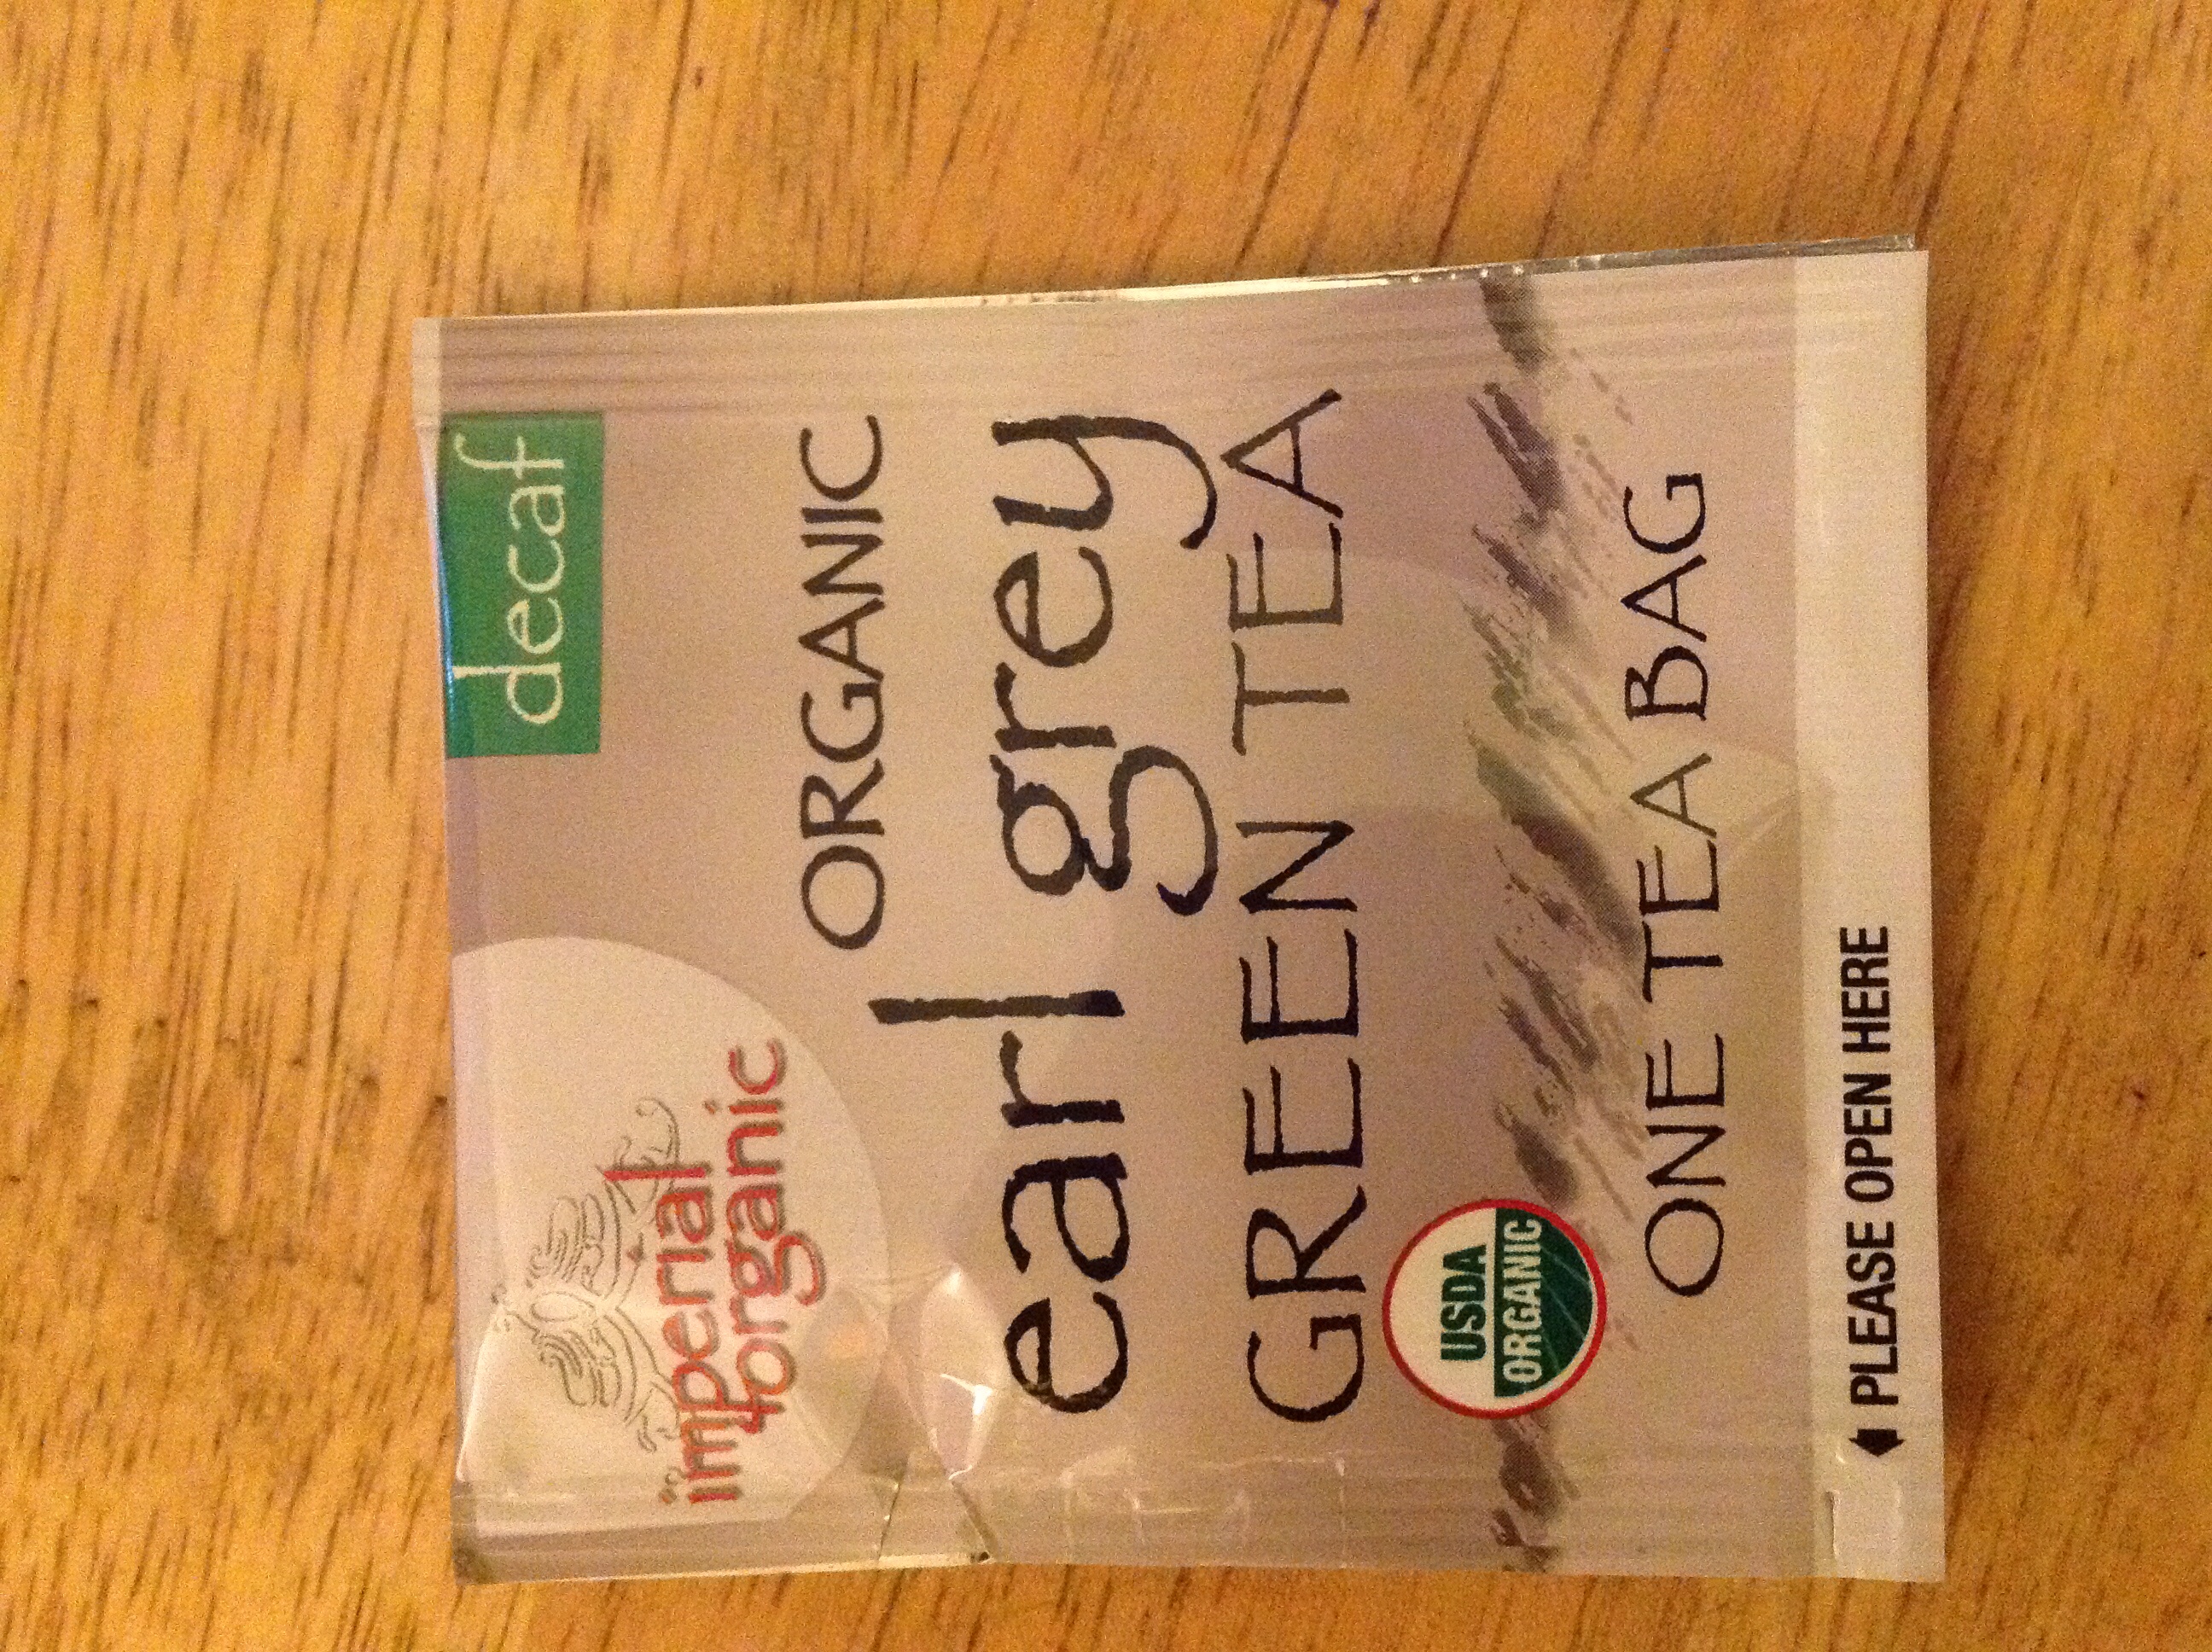 imperial
organic
decaf
ORGANIC
earl grey
GREEN TEA
USDA
ORGANIC
ONE TEA BAG
PLEASE OPEN HERE